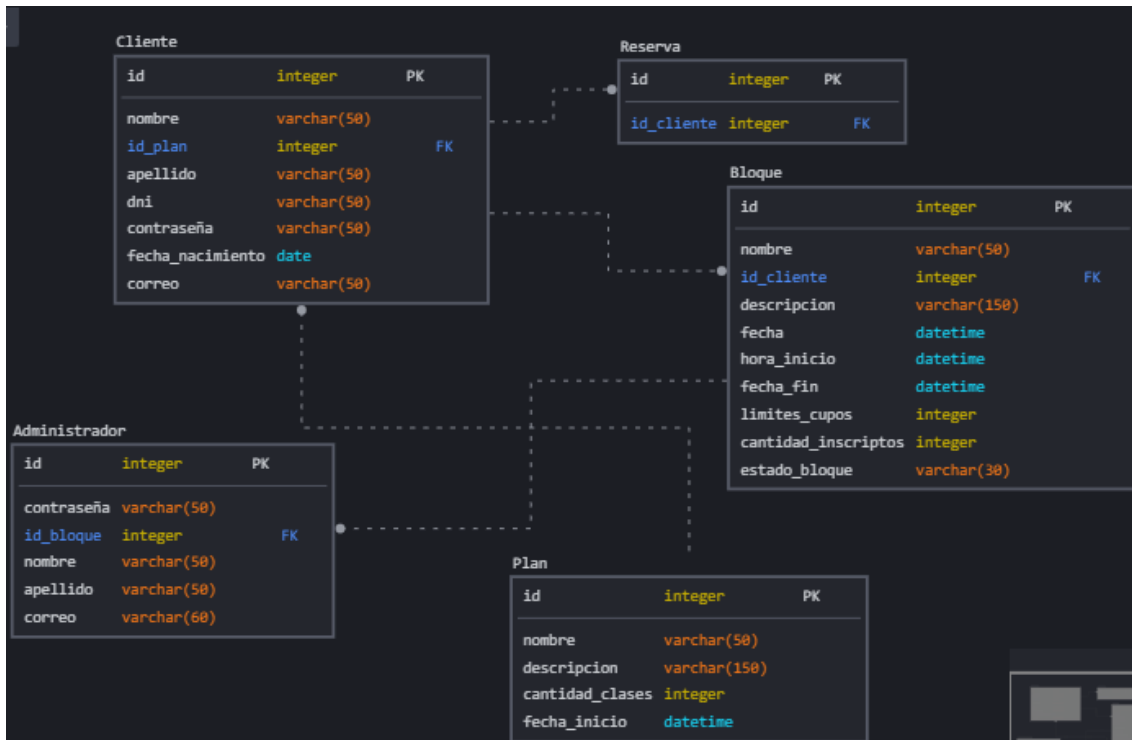 Cliente
id integer PK
nombre varchar(50)
id_plan integer FK
apellido varchar(50)
dni varchar(50)
contraseña varchar(50)
fecha_nacimiento date
correo varchar(50)
Reserva
id integer PK
id_cliente integer FK
Bloque
id integer PK
nombre varchar(50)
id_cliente integer FK
descripcion varchar(150)
fecha datetime
hora_inicio datetime
fecha_fin datetime
limites_cupos integer
cantidad_inscriptos integer
estado_bloque varchar(30)
Administrador
id integer PK
contraseña varchar(50)
id_bloque integer FK
nombre varchar(50)
apellido varchar(50)
correo varchar(60)
Plan
id integer PK
nombre varchar(50)
descripcion varchar(150)
cantidad_clases integer
fecha_inicio datetime